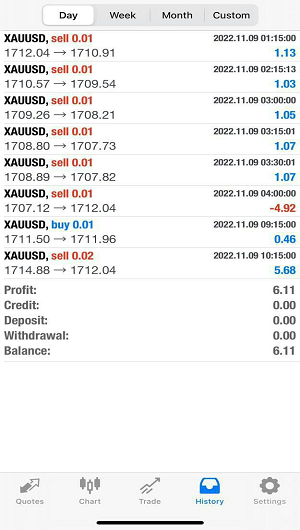 Day Week Month Custom
XAUUSD, sell 0.01 2022.11.09 01:15:00
1712.04 → 1710.91 1.13
XAUUSD, sell 0.01 2022.11.09 02:15:13
1710.57 → 1709.54 1.03
XAUUSD, sell 0.01 2022.11.09 03:00:00
1709.26 → 1708.21 1.05
XAUUSD, sell 0.01 2022.11.09 03:15:01
1708.80 → 1707.73 1.07
XAUUSD, sell 0.01 2022.11.09 03:30:01
1708.89 → 1707.82 1.07
XAUUSD, sell 0.01 2022.11.09 04:00:00
1707.12 → 1712.04 -4.92
XAUUSD, buy 0.01 2022.11.09 09:15:00
1711.50 → 1711.96 0.46
XAUUSD, sell 0.02 2022.11.09 10:15:00
1714.88 → 1712.04 5.68
Profit: 6.11
Credit: 0.00
Deposit: 0.00
Withdrawal: 0.00
Balance: 6.11
Quotes Chart Trade History Settings